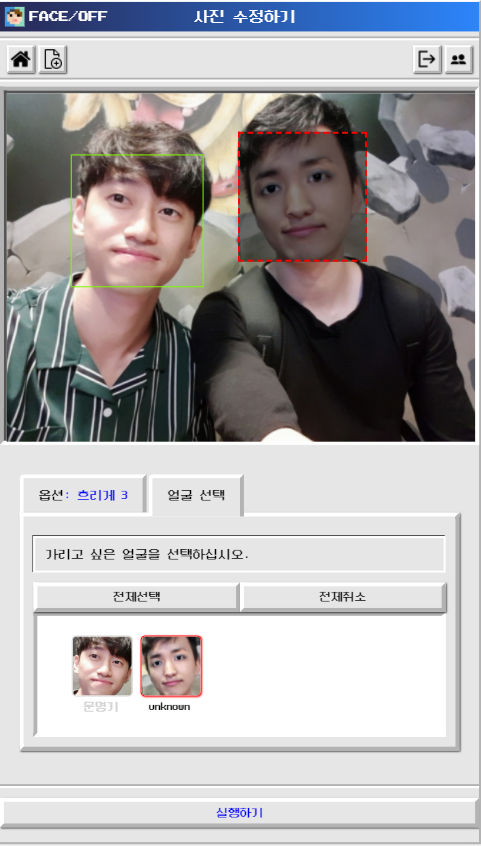 FACE/OFF 사진 수정하기
옵션: 흐리게 3 얼굴 선택
가리고 싶은 얼굴을 선택하십시오.
전체선택 전체취소
문명기 unknown
실행하기